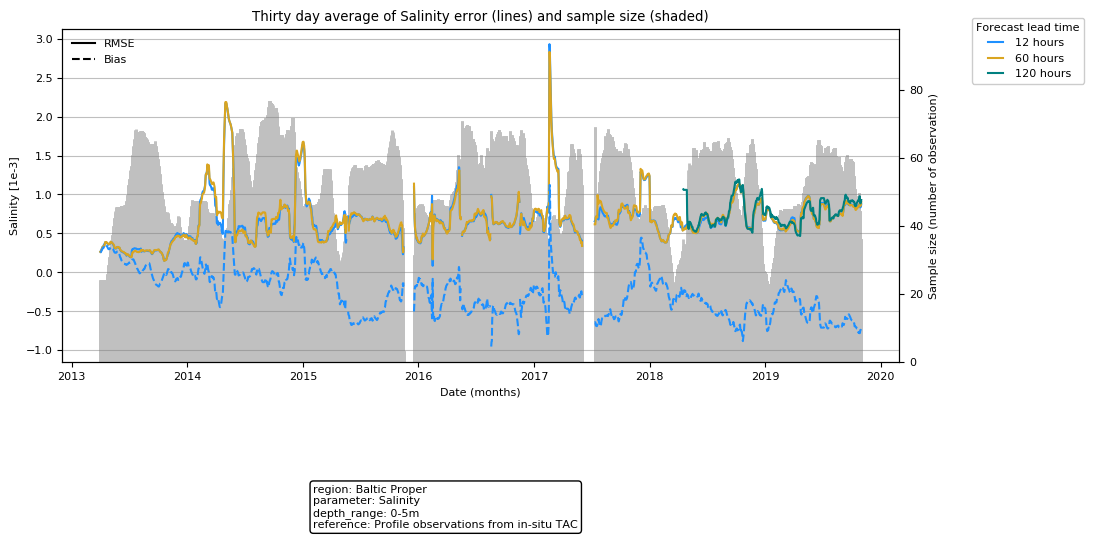 Thirty day average of Salinity error (lines) and sample size (shaded)
Forecast lead time
12 hours
60 hours
120 hours
RMSE
Bias
Salinity [1e-3]
3.0
2.5
2.0
1.5
1.0
0.5
0.0
−0.5
−1.0
80
60
40
20
0
Sample size (number of observation)
2013
2014
2015
2016
2017
2018
2019
2020
Date (months)
region: Baltic Proper
parameter: Salinity
depth_range: 0-5m
reference: Profile observations from in-situ TAC